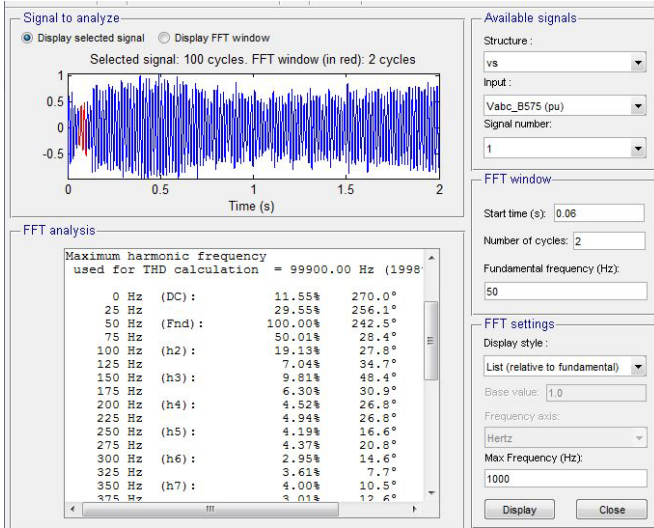 Signal to analyze
Display selected signal Display FFT window
Selected signal: 100 cycles. FFT window (in red): 2 cycles
1
0.5
0
-0.5
0 0.5 1 1.5 2
Time (s)
FFT analysis
Maximum harmonic frequency
used for THD calculation = 99900.00 Hz (1998
0 Hz (DC): 11.55% 270.0°
25 Hz 29.55% 256.1°
50 Hz (Fnd): 100.00% 242.5°
75 Hz 50.01% 28.4°
100 Hz (h2): 19.13% 27.8°
125 Hz 7.04% 34.7°
150 Hz (h3): 9.81% 48.4°
175 Hz 6.30% 30.9°
200 Hz (h4): 4.52% 26.8°
225 Hz 4.94% 26.8°
250 Hz (h5): 4.19% 16.6°
275 Hz 4.37% 20.8°
300 Hz (h6): 2.95% 14.6°
325 Hz 3.61% 7.7°
350 Hz (h7): 4.00% 10.5°
375 Hz 3.01% 12.6°
Available signals
Structure :
vs
Input :
Vabc_B575 (pu)
Signal number:
1
FFT window
Start time (s): 0.06
Number of cycles: 2
Fundamental frequency (Hz):
50
FFT settings
Display style :
List (relative to fundamental)
Base value: 1.0
Frequency axis:
Hertz
Max Frequency (Hz):
1000
Display Close